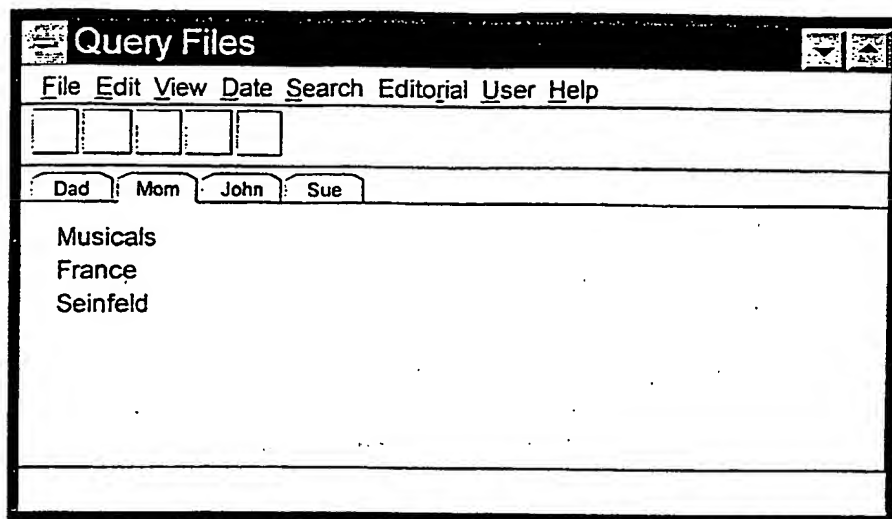 Query Files
File Edit View Date Search Editorial User Help
Dad Mom John Sue
Musicals
France
Seinfeld